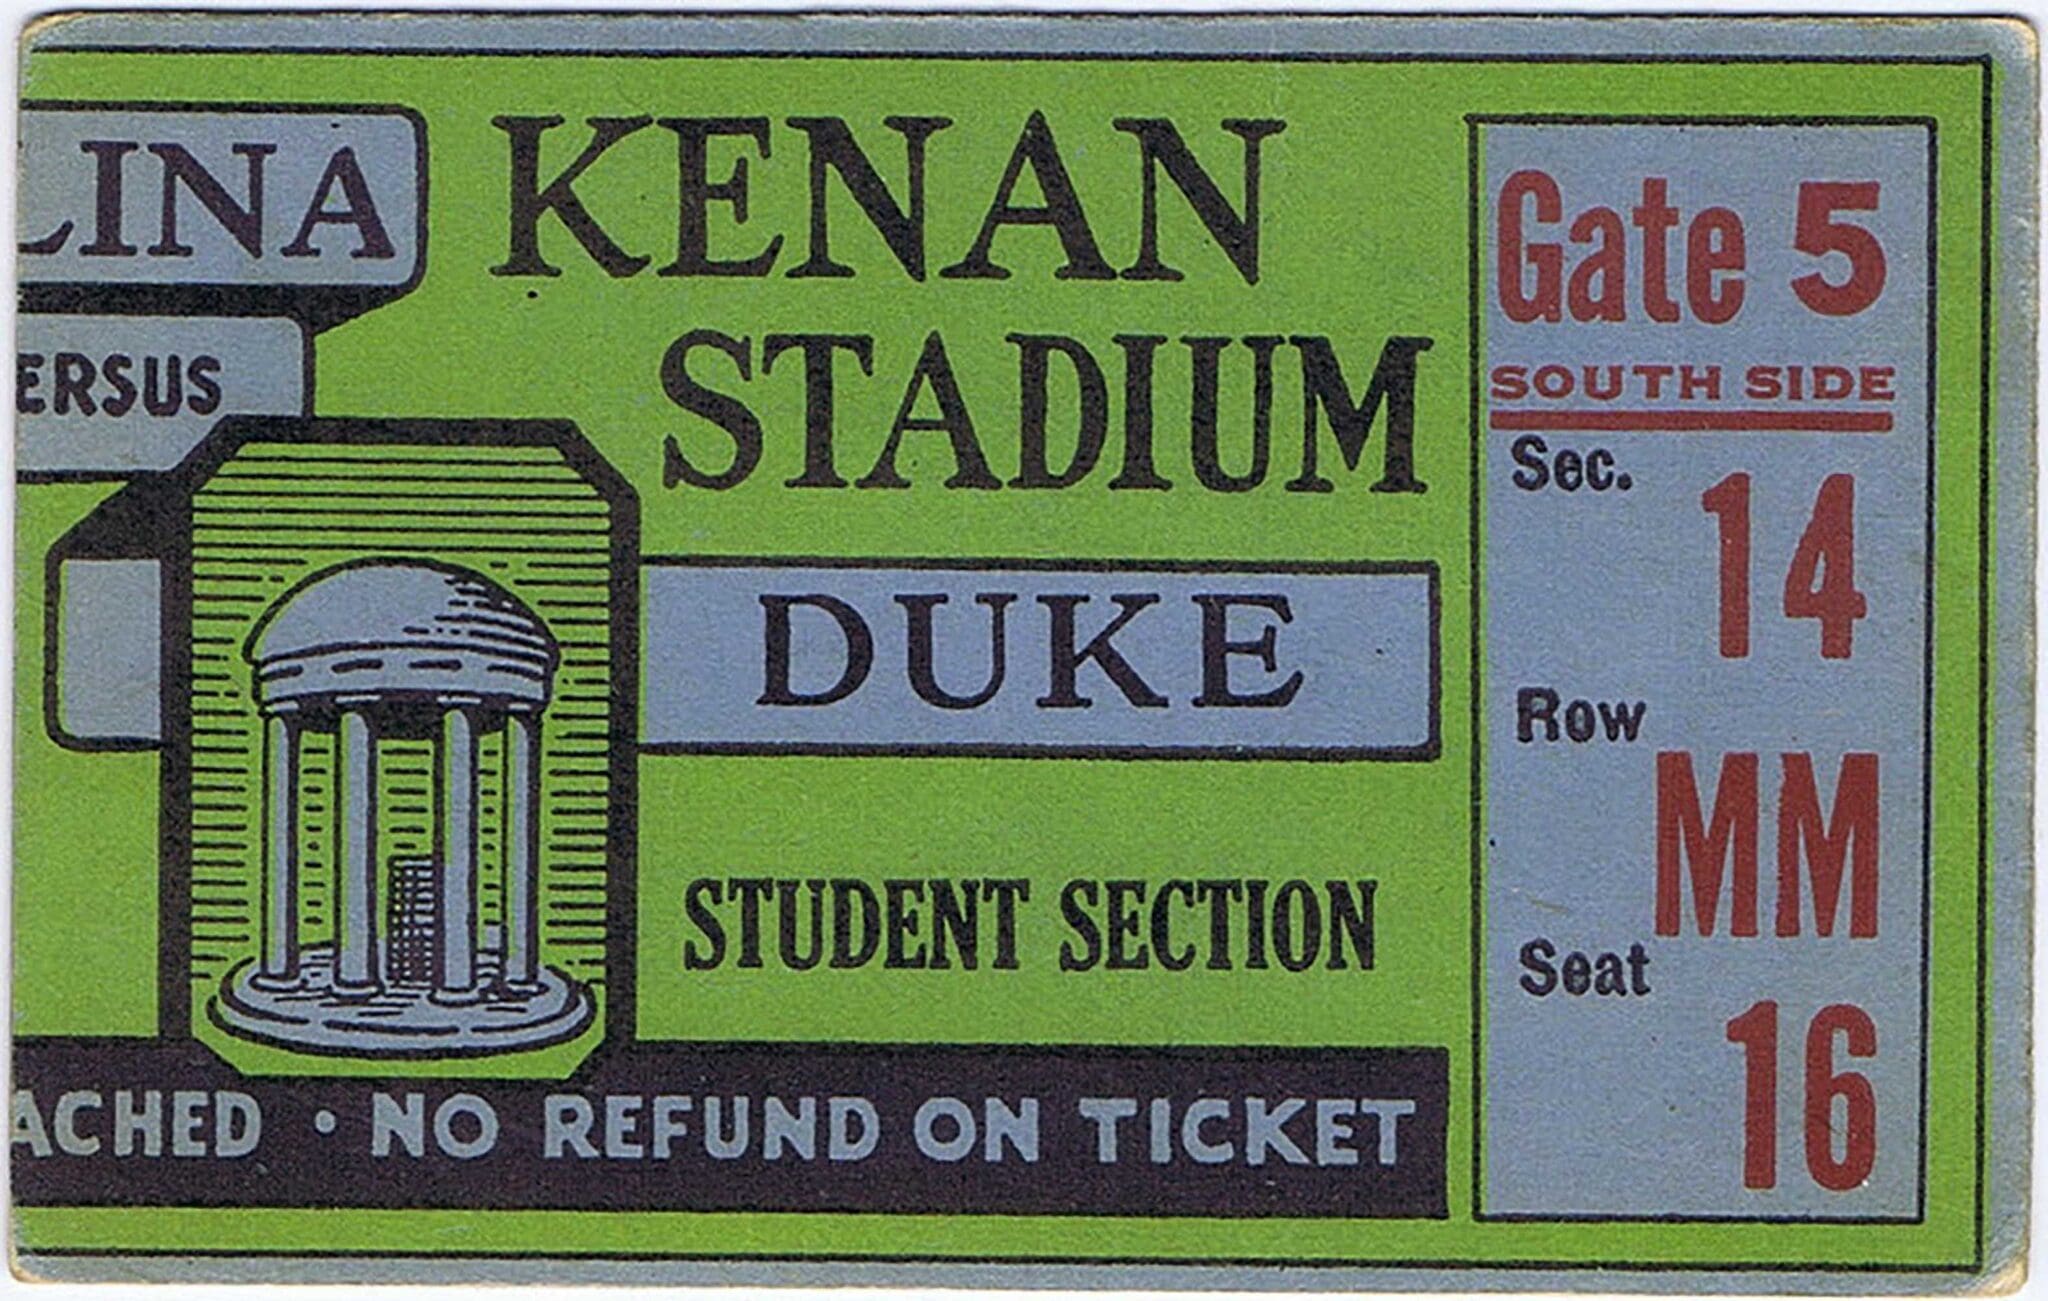 LINA
KENAN
STADIUM
ERSUS
DUKE
STUDENT SECTION
ACHED · NO REFUND ON TICKET
Gate 5
SOUTH SIDE
Sec.
14
Row
MM
Seat
16